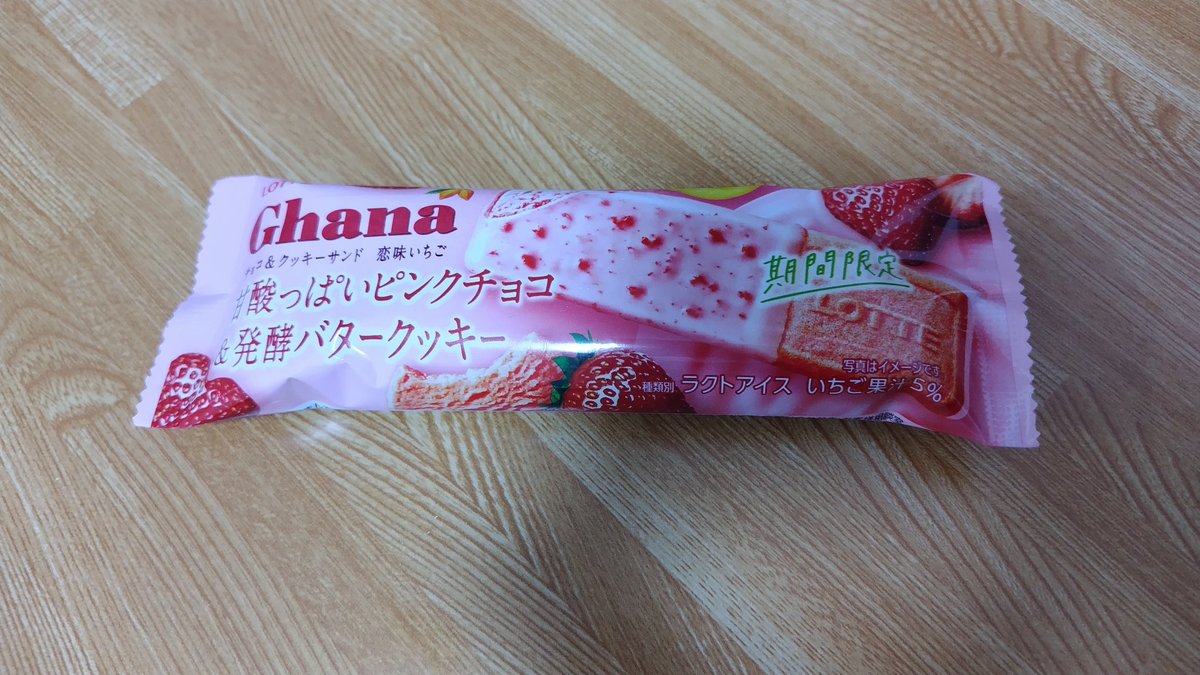 Ghana
チョコ&クッキーサンド 恋味いちご
甘酸っぱいピンクチョコ
&発酵バタークッキー
期間限定
LOTTE
写真はイメージです
種類別 ラクトアイス いちご果汁5%